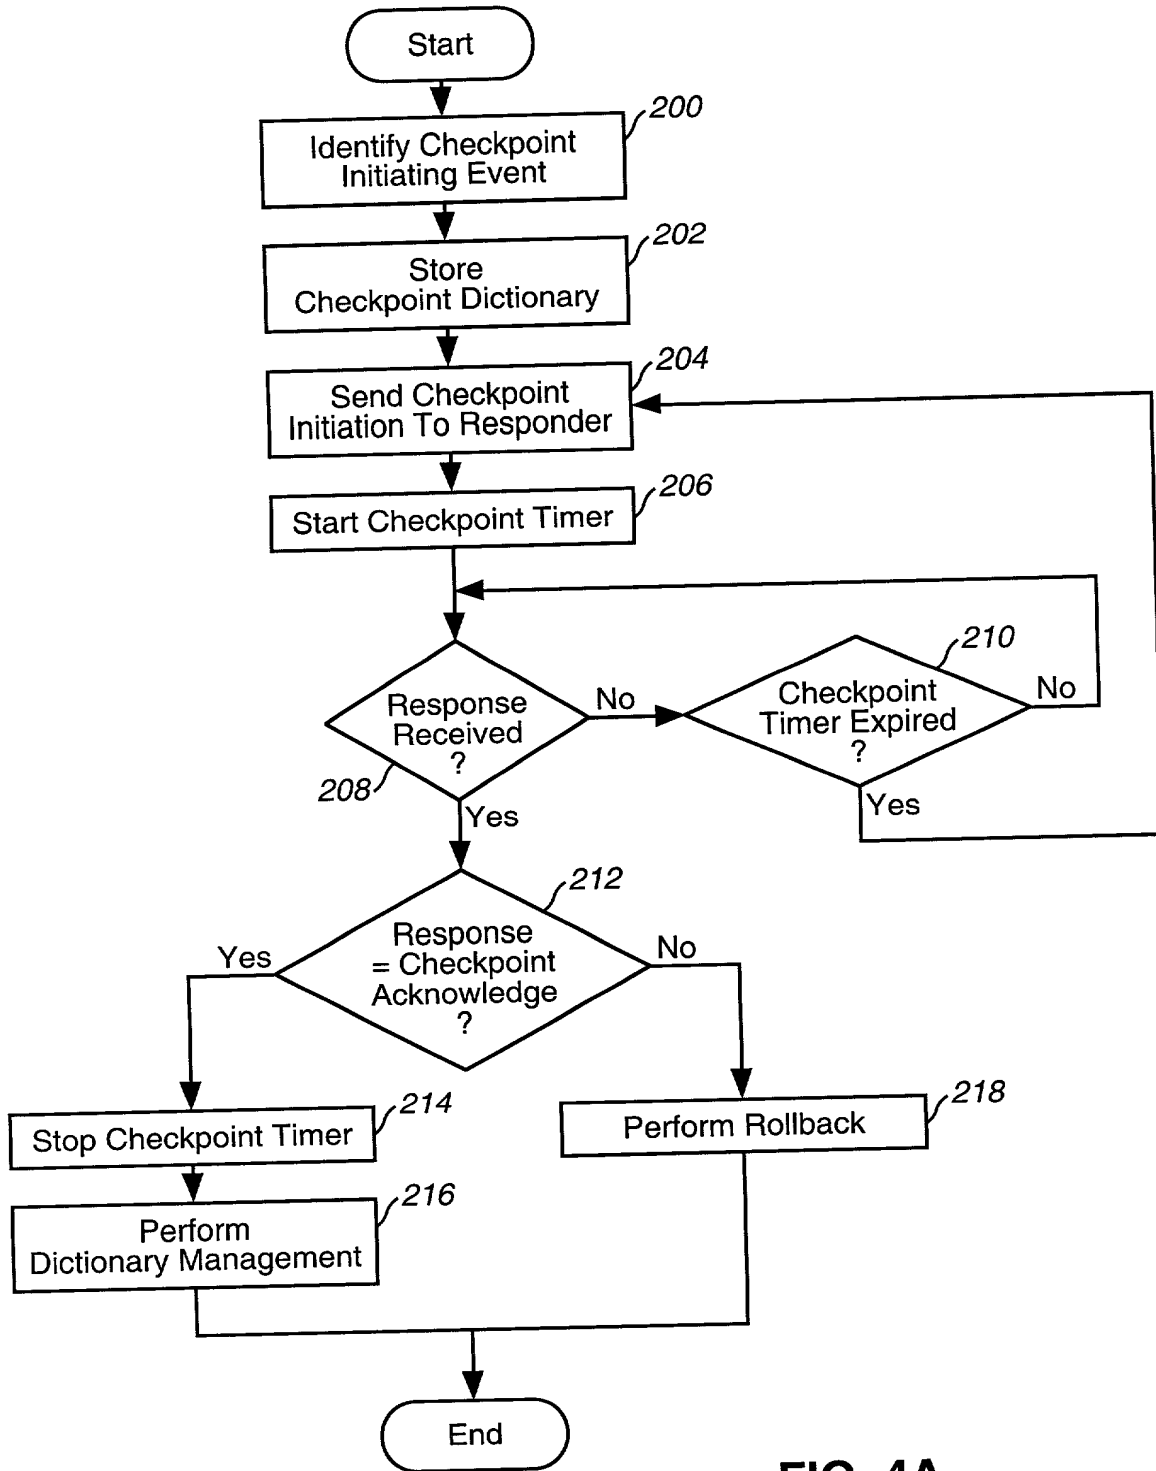 Start
200
Identify Checkpoint
Initiating Event
202
Store
Checkpoint Dictionary
204
Send Checkpoint
Initiation To Responder
206
Start Checkpoint Timer
210
Response
Received
?
No
Checkpoint
Timer Expired
?
No
208
Yes
Yes
212
Response
= Checkpoint
Acknowledge
?
Yes
No
214
Stop Checkpoint Timer
218
Perform Rollback
216
Perform
Dictionary Management
End
FIG. 4A